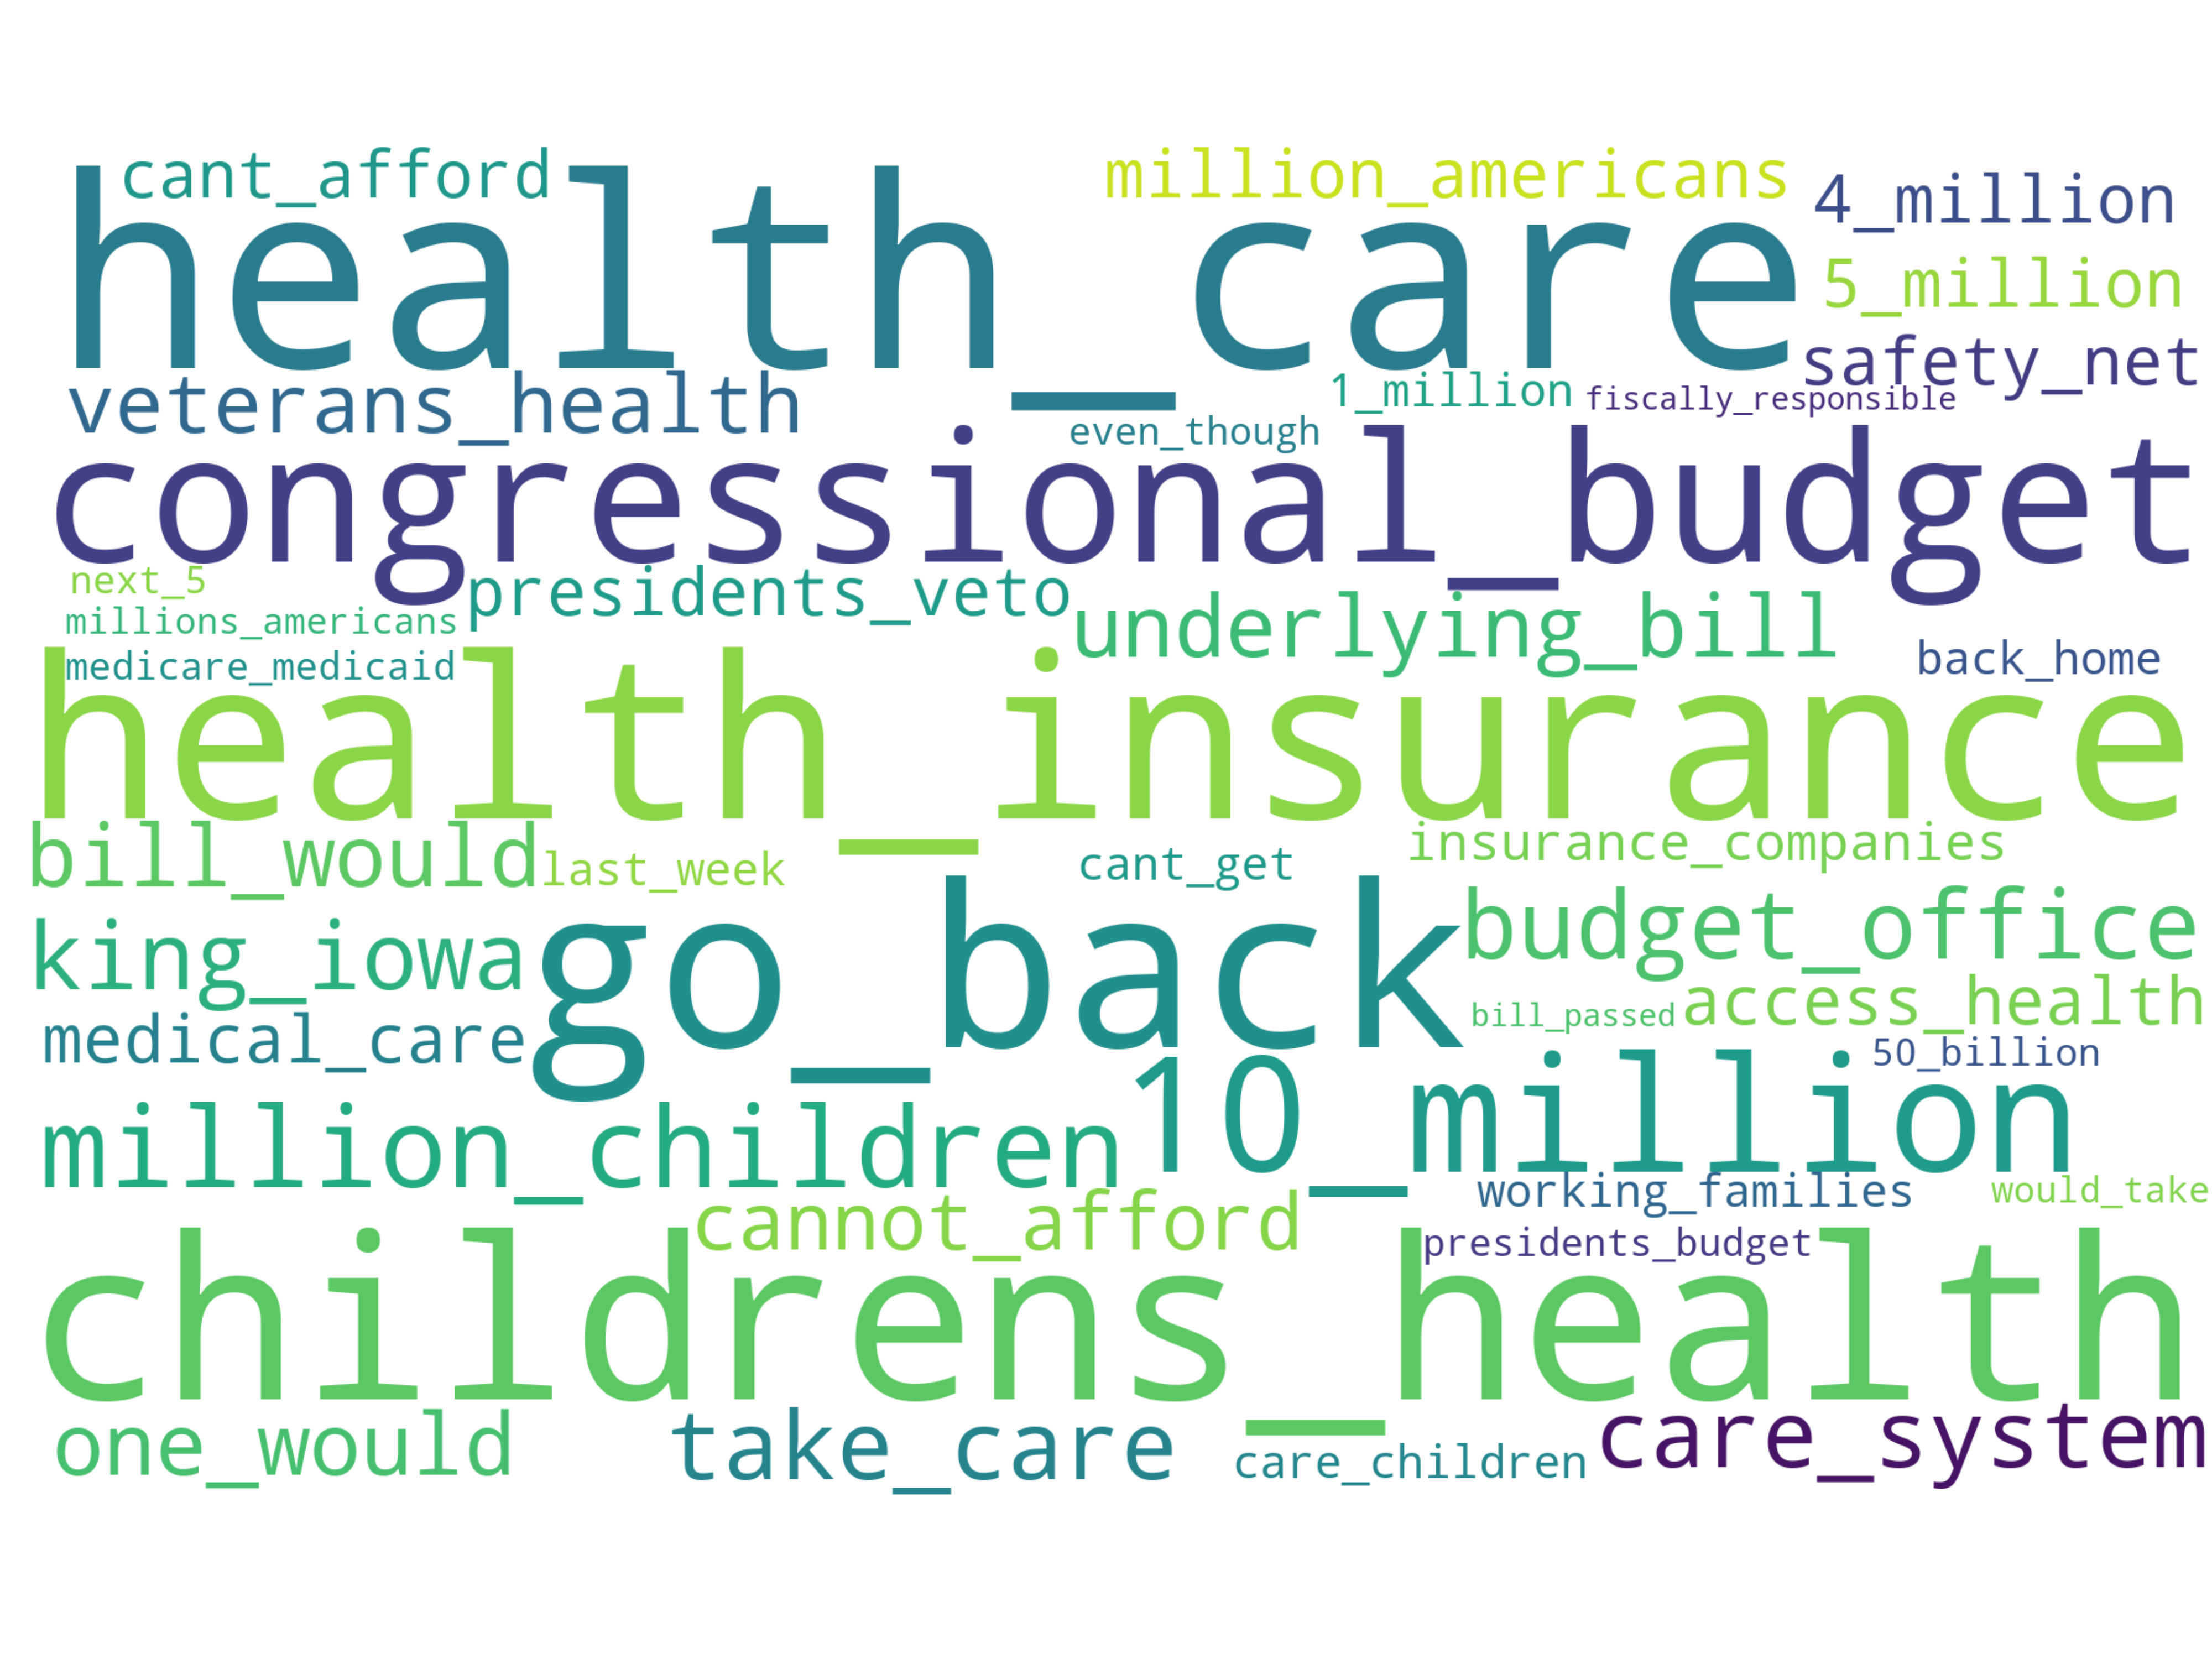 cant_afford
million_americans
4_million
health_care
5_million
safety_net
veterans_health
1_million
fiscally_responsible
even_though
congressional_budget
next_5
presidents_veto
millions_americans
underlying_bill
medicare_medicaid
back_home
health_insurance
bill_would
last_week
cant_get
insurance_companies
king_iowa
go_back
budget_office
bill_passed
access_health
medical_care
50_billion
million_children
10_million
cannot_afford
working_families
would_take
presidents_budget
childrens_health
one_would
take_care
care_children
care_system